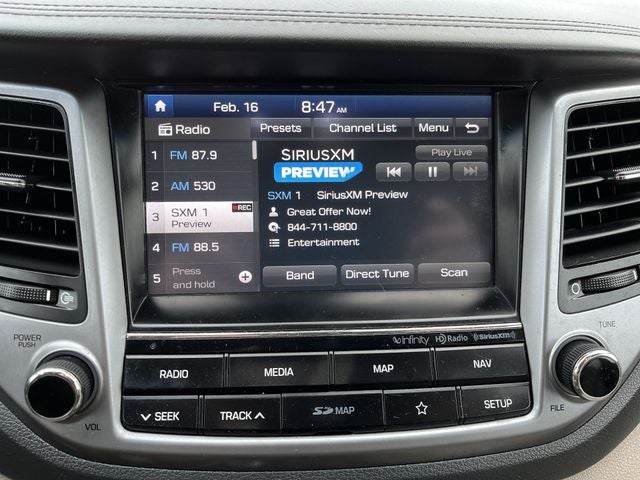 Feb. 16 8:47 AM
Radio Presets Channel List Menu
1 FM 87.9
2 AM 530
3 SXM 1 Preview REC
4 FM 88.5
5 Press and hold
SIRIUSXM
PREVIEW
Play Live
SXM 1 SiriusXM Preview
Great Offer Now!
844-711-8800
Entertainment
Band Direct Tune Scan
infinity HD Radio SiriusXM
POWER
PUSH
VOL
RADIO MEDIA MAP NAV
SEEK TRACK SD MAP SETUP
TUNE
FILE